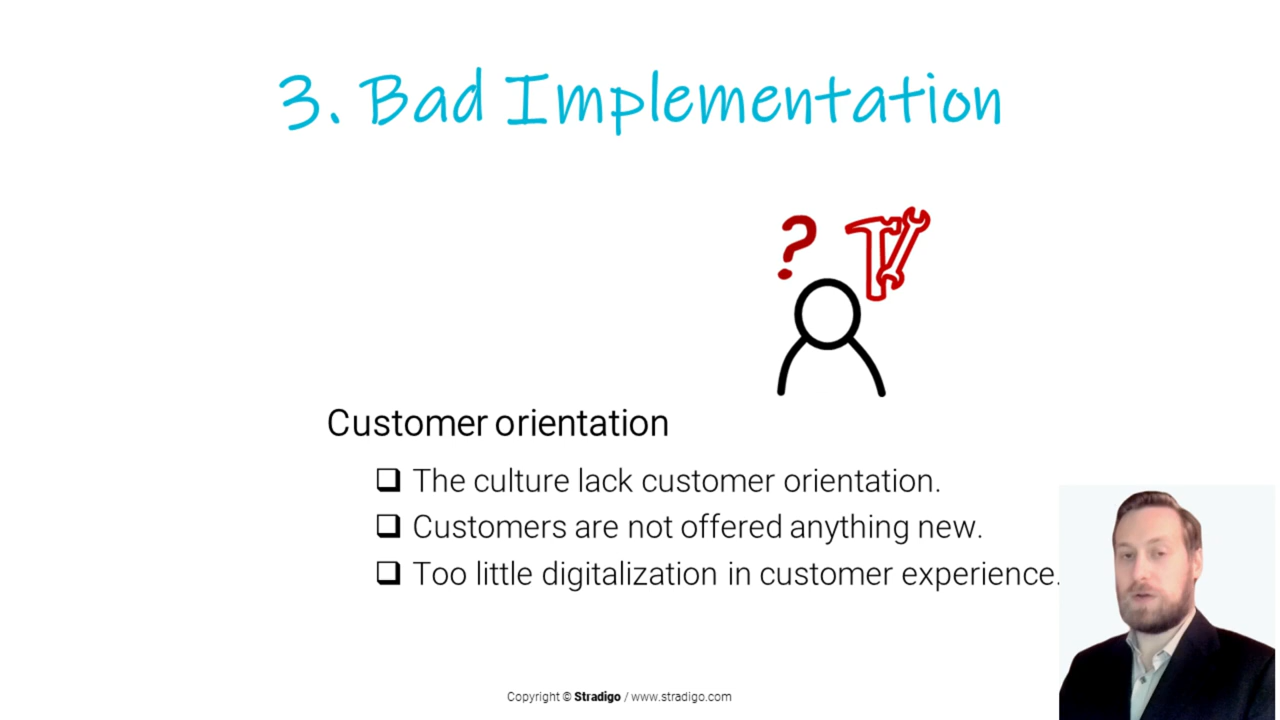 3. Bad Implementation
?
Customer orientation
❑ The culture lack customer orientation.
❑ Customers are not offered anything new.
❑ Too little digitalization in customer experience.
Copyright © Stradigo / www.stradigo.com